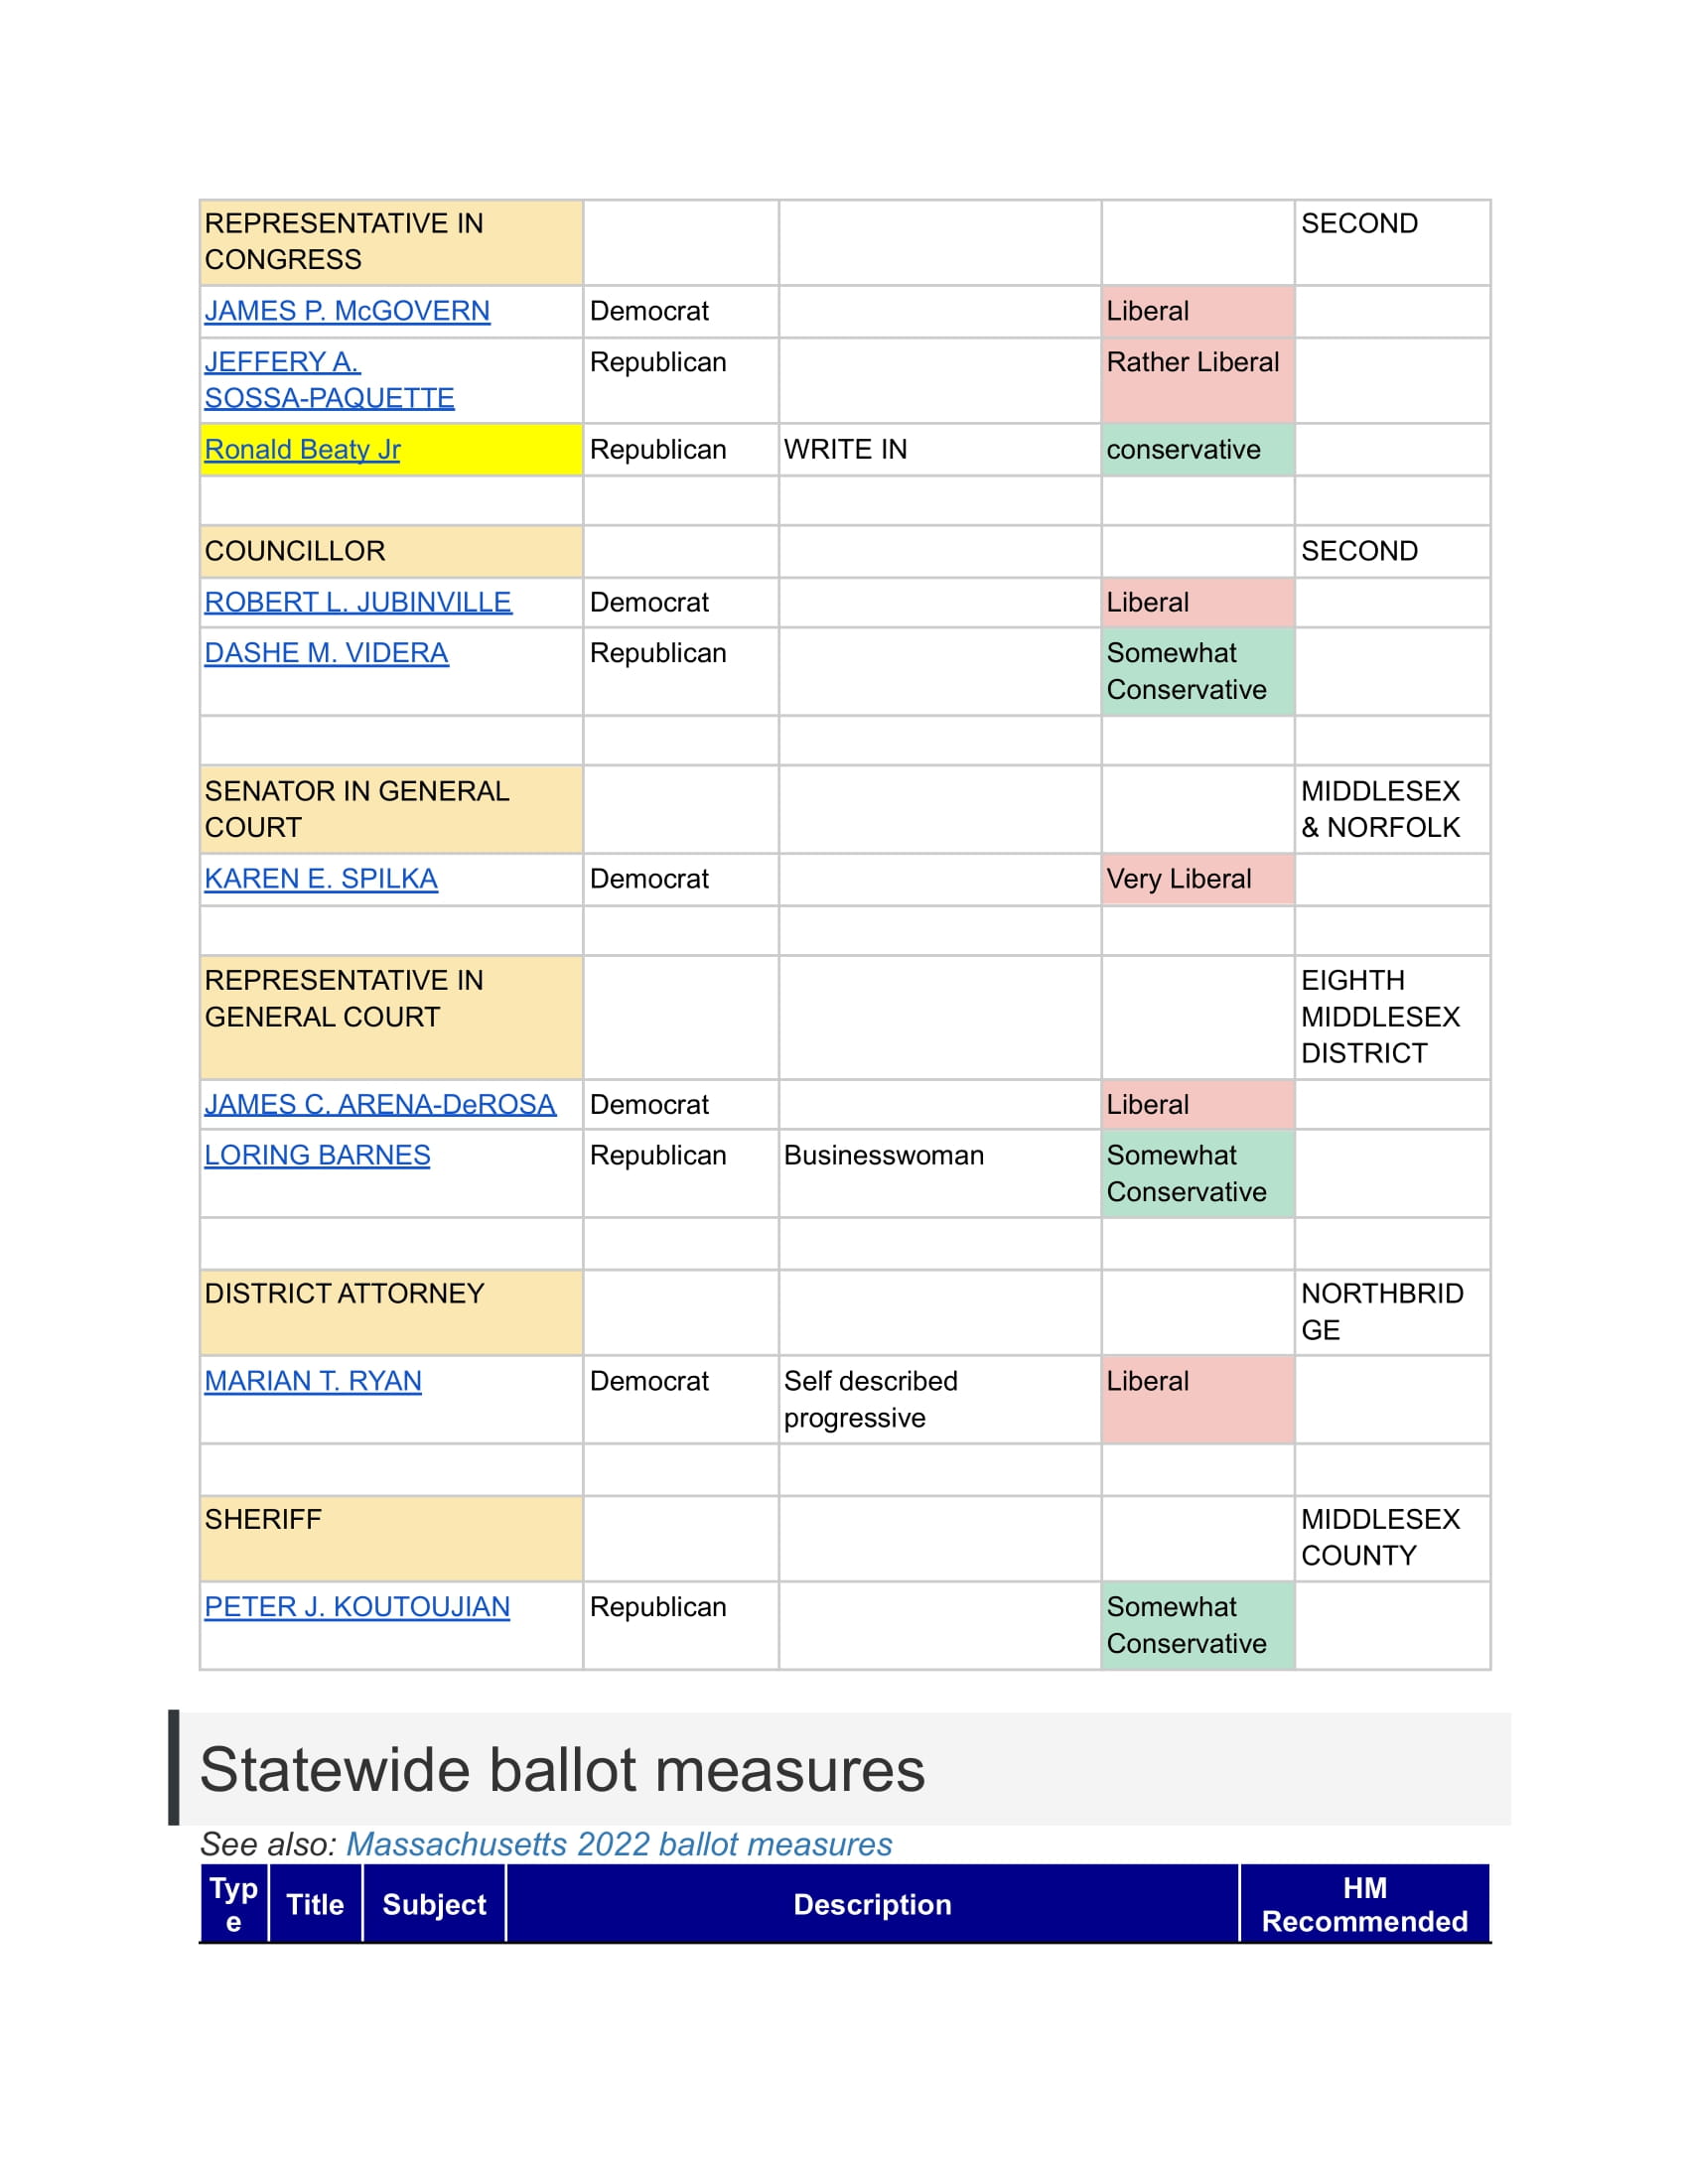 REPRESENTATIVE IN
CONGRESS
SECOND
JAMES P. McGOVERN Democrat Liberal
JEFFERY A.
SOSSA-PAQUETTE
Republican Rather Liberal
Ronald Beaty Jr Republican WRITE IN conservative
COUNCILLOR SECOND
ROBERT L. JUBINVILLE Democrat Liberal
DASHE M. VIDERA Republican Somewhat
Conservative
SENATOR IN GENERAL
COURT
MIDDLESEX
& NORFOLK
KAREN E. SPILKA Democrat Very Liberal
REPRESENTATIVE IN
GENERAL COURT
EIGHTH
MIDDLESEX
DISTRICT
JAMES C. ARENA-DeROSA Democrat Liberal
LORING BARNES Republican Businesswoman Somewhat
Conservative
DISTRICT ATTORNEY NORTHBRID
GE
MARIAN T. RYAN Democrat Self described
progressive
Liberal
SHERIFF MIDDLESEX
COUNTY
PETER J. KOUTOUJIAN Republican Somewhat
Conservative
Statewide ballot measures
See also: Massachusetts 2022 ballot measures
Typ
e
Title Subject Description HM
Recommended